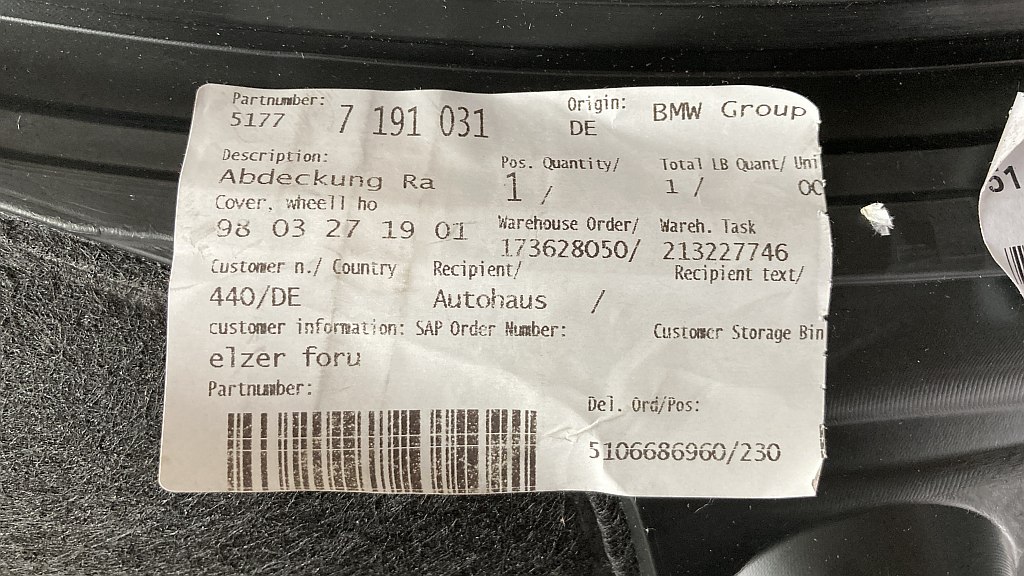 Partnumber: Origin: BMW Group
5177 7 191 031 DE
Description: Pos. Quantity/ Total LB Quant/ Uni
Abdeckung Ra 1 / 1 /
Cover, wheell ho
98 03 27 19 01 Warehouse Order/ Wareh. Task
173628050/ 213227746
Customer n./ Country Recipient/ Recipient text/
440/DE Autohaus /
customer information: SAP Order Number: Customer Storage Bin
elzer foru
Partnumber:
Del. Ord/Pos:
5106686960/230